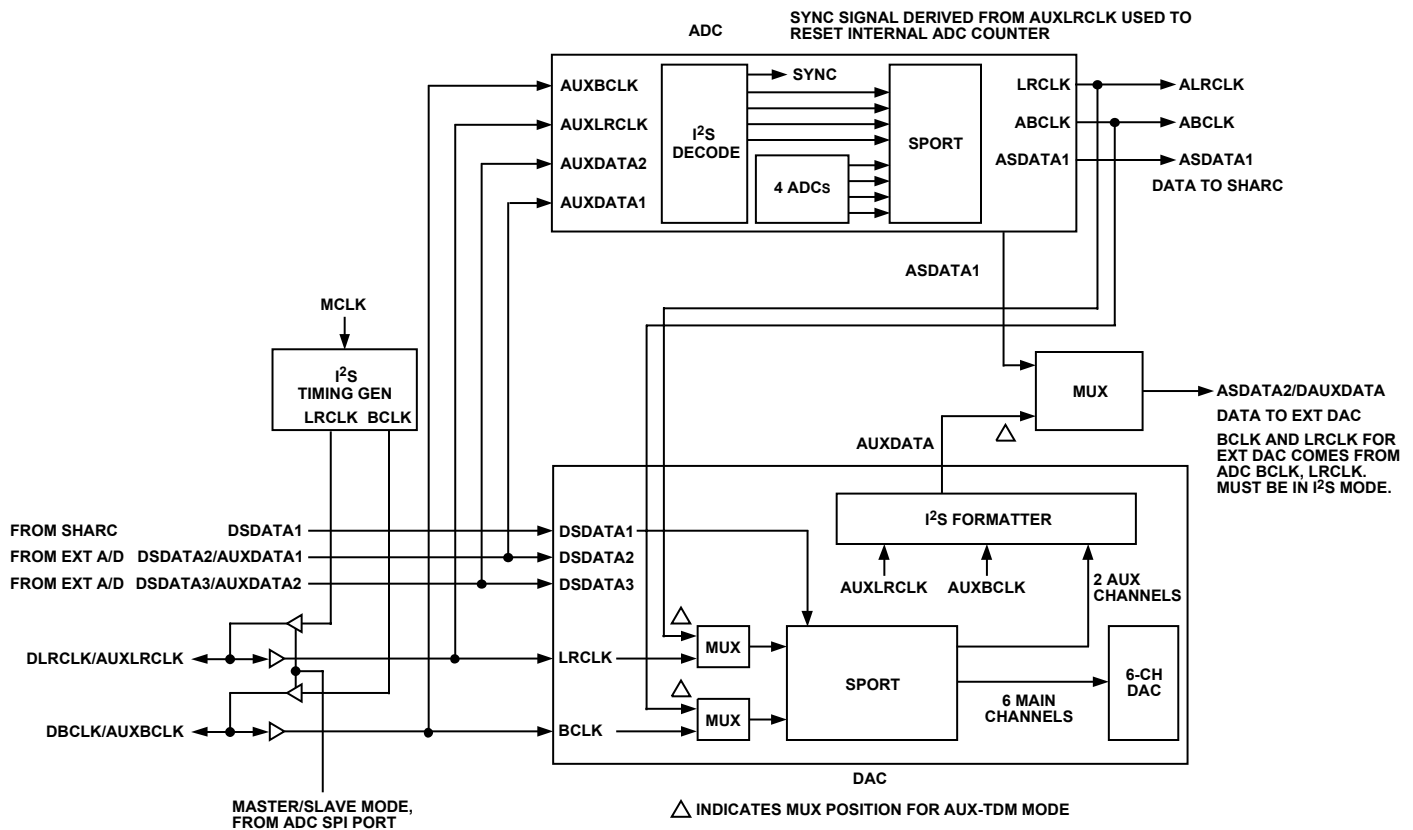 ADC
SYNC SIGNAL DERIVED FROM AUXLRCLK USED TO
RESET INTERNAL ADC COUNTER
AUXBCLK
AUXLRCLK
AUXDATA2
AUXDATA1
I2S
DECODE
SYNC
4 ADCs
SPORT
LRCLK
ABCLK
ASDATA1
ALRCLK
ABCLK
ASDATA1
DATA TO SHARC
ASDATA1
MCLK
I2S
TIMING GEN
LRCLK BCLK
MUX
ASDATA2/DAUXDATA
DATA TO EXT DAC
BCLK AND LRCLK FOR
EXT DAC COMES FROM
ADC BCLK, LRCLK.
MUST BE IN I2S MODE.
AUXDATA
FROM SHARC DSDATA1
FROM EXT A/D DSDATA2/AUXDATA1
FROM EXT A/D DSDATA3/AUXDATA2
DSDATA1
DSDATA2
DSDATA3
I2S FORMATTER
AUXLRCLK
AUXBCLK
2 AUX
CHANNELS
DLRCLK/AUXLRCLK
LRCLK
MUX
SPORT
6-CH
DAC
6 MAIN
CHANNELS
DBCLK/AUXBCLK
BCLK
MUX
DAC
MASTER/SLAVE MODE,
FROM ADC SPI PORT
△ INDICATES MUX POSITION FOR AUX-TDM MODE